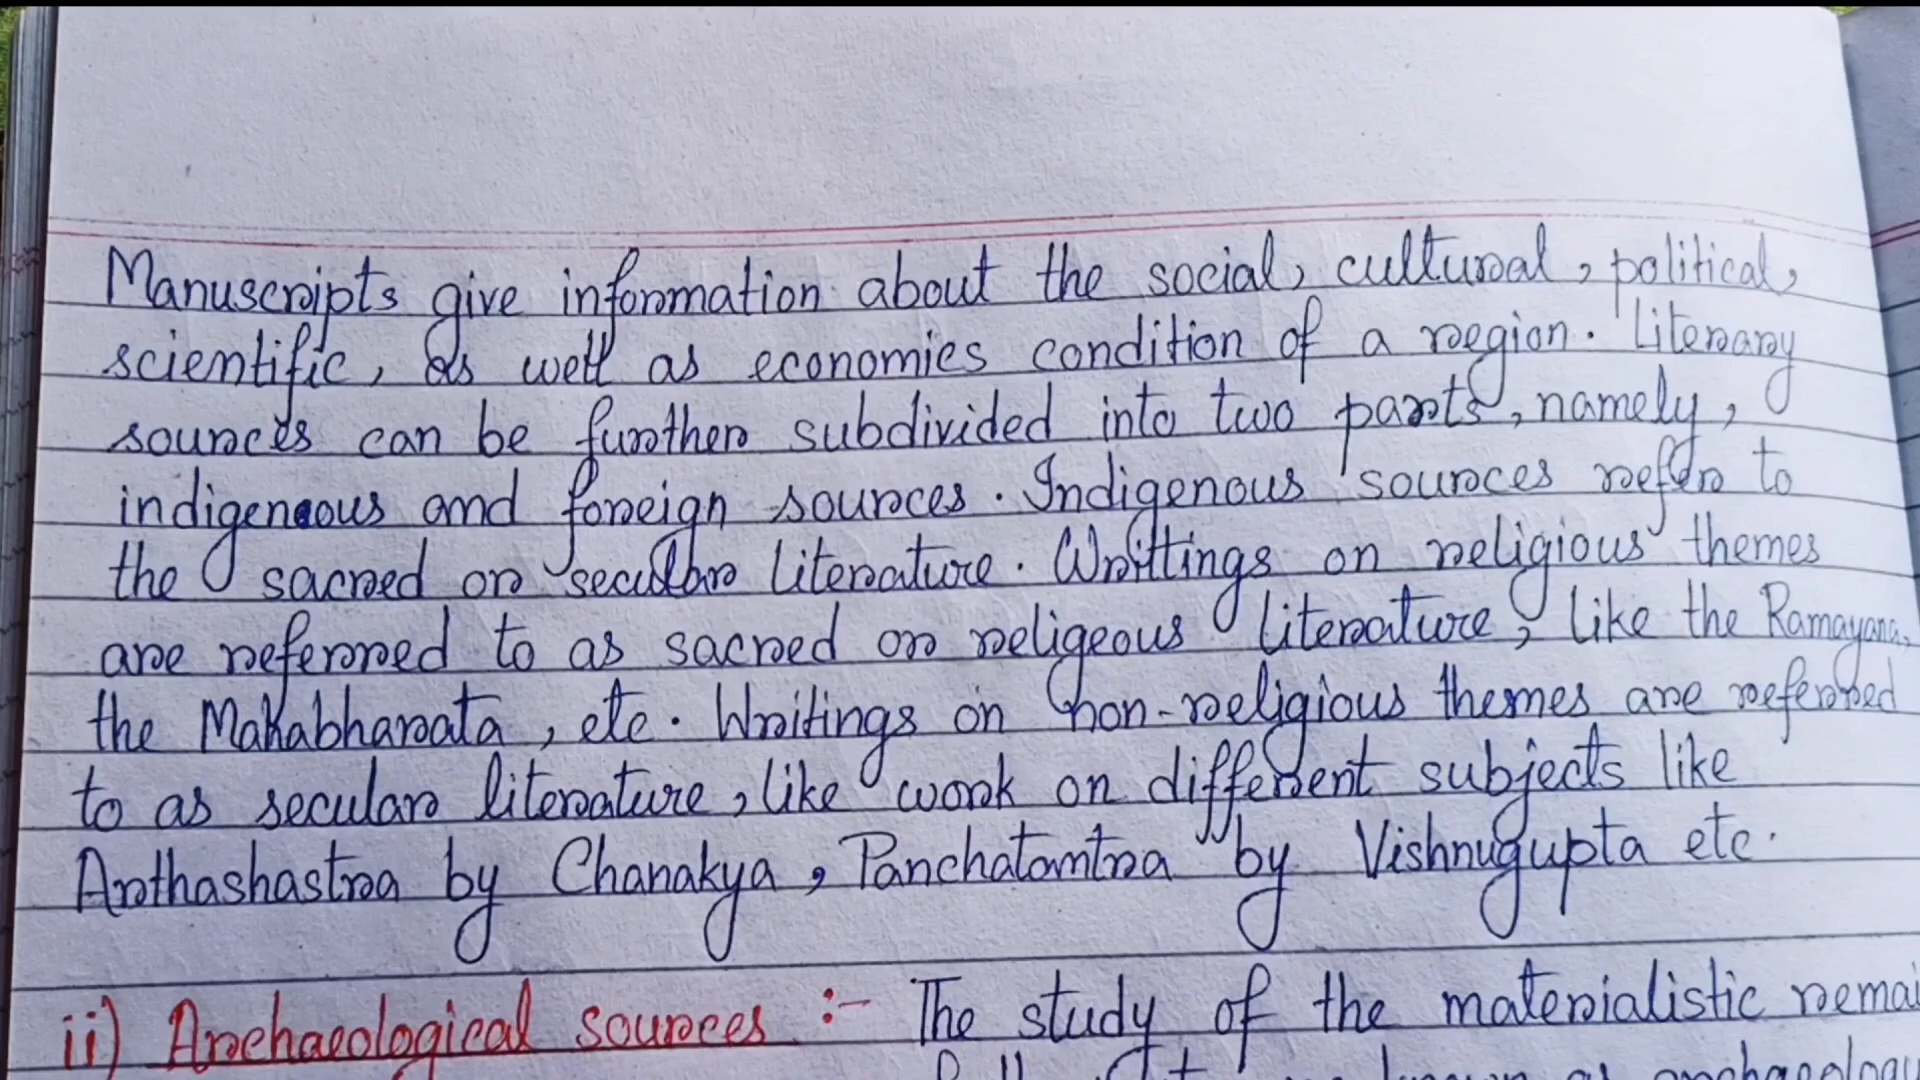 Manuscripts give information about the social, cultural, political,
scientific, as well as economics condition of a region. Literary
sources can be further subdivided into two parts, namely,
indigeneous and foreign sources. Indigenous sources refer to
the sacred or secular literature. Writtings on religious themes
are referred to as sacred or religeous literature, like the Ramayana,
the Mahabharata, etc. Writings on non-religious themes are referred
to as secular literature, like work on different subjects like
Arthashastra by Chanakya, Panchatantra by Vishnugupta etc.
ii) Archaeological sources :- The study of the materialistic remai